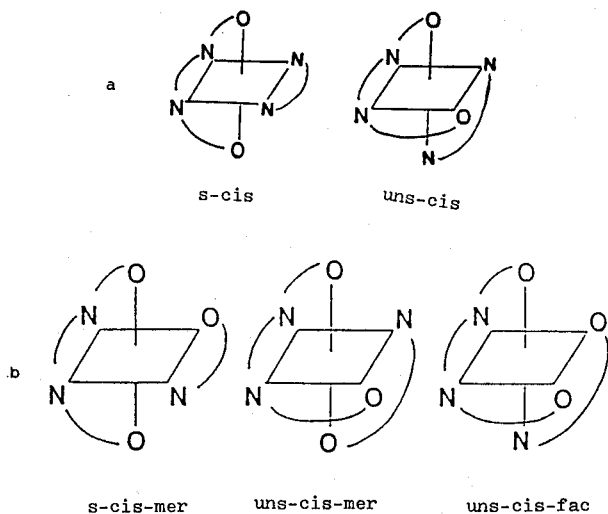 O O
N N N N
a
N N N O
O N
s-cis uns-cis
O O O
N O N N N O
.b
N N N O N O
O O N
s-cis-mer uns-cis-mer uns-cis-fac